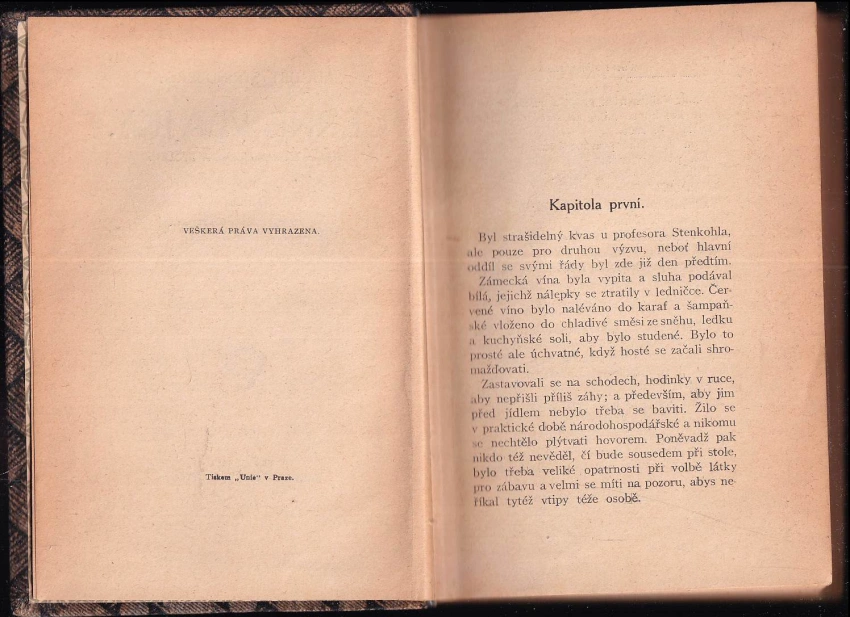 VEŠKERÁ PRÁVA VYHRAZENA.
Tiskem „Unie“ v Praze.
Kapitola první.
Byl strašidelný kvas u profesora Stenkohla,
ale pouze pro druhou výzvu, neboť hlavní
oddíl se svými řády byl zde již den předtím.
Zámecká vína byla vypita a sluha podával
bílá, jejichž nálepky se ztratily v ledničce. Čer-
vené víno bylo naléváno do karaf a šampaň-
ské vloženo do chladivé směsi ze sněhu, ledku
a kuchyňské soli, aby bylo studené. Bylo to
prosté ale úchvatné, když hosté se začali shro-
mažďovati.
Zastavovali se na schodech, hodinky v ruce,
aby nepřišli příliš záhy; a především, aby jim
před jídlem nebylo třeba se baviti. Žilo se
v praktické době národohospodářské a nikomu
se nechtělo plýtvati hovorem. Poněvadž pak
nikdo též nevěděl, čí bude sousedem při stole,
bylo třeba veliké opatrnosti při volbě látky
pro zábavu a velmi se míti na pozoru, abys ne-
říkal tytéž vtipy téže osobě.